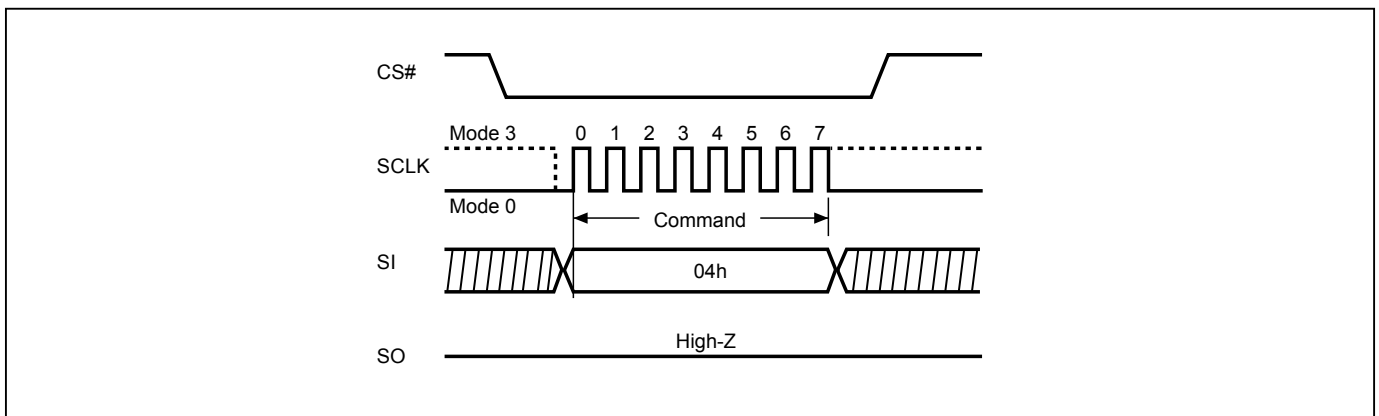 CS#
Mode 3
0 1 2 3 4 5 6 7
SCLK
Mode 0
Command
SI
04h
High-Z
SO